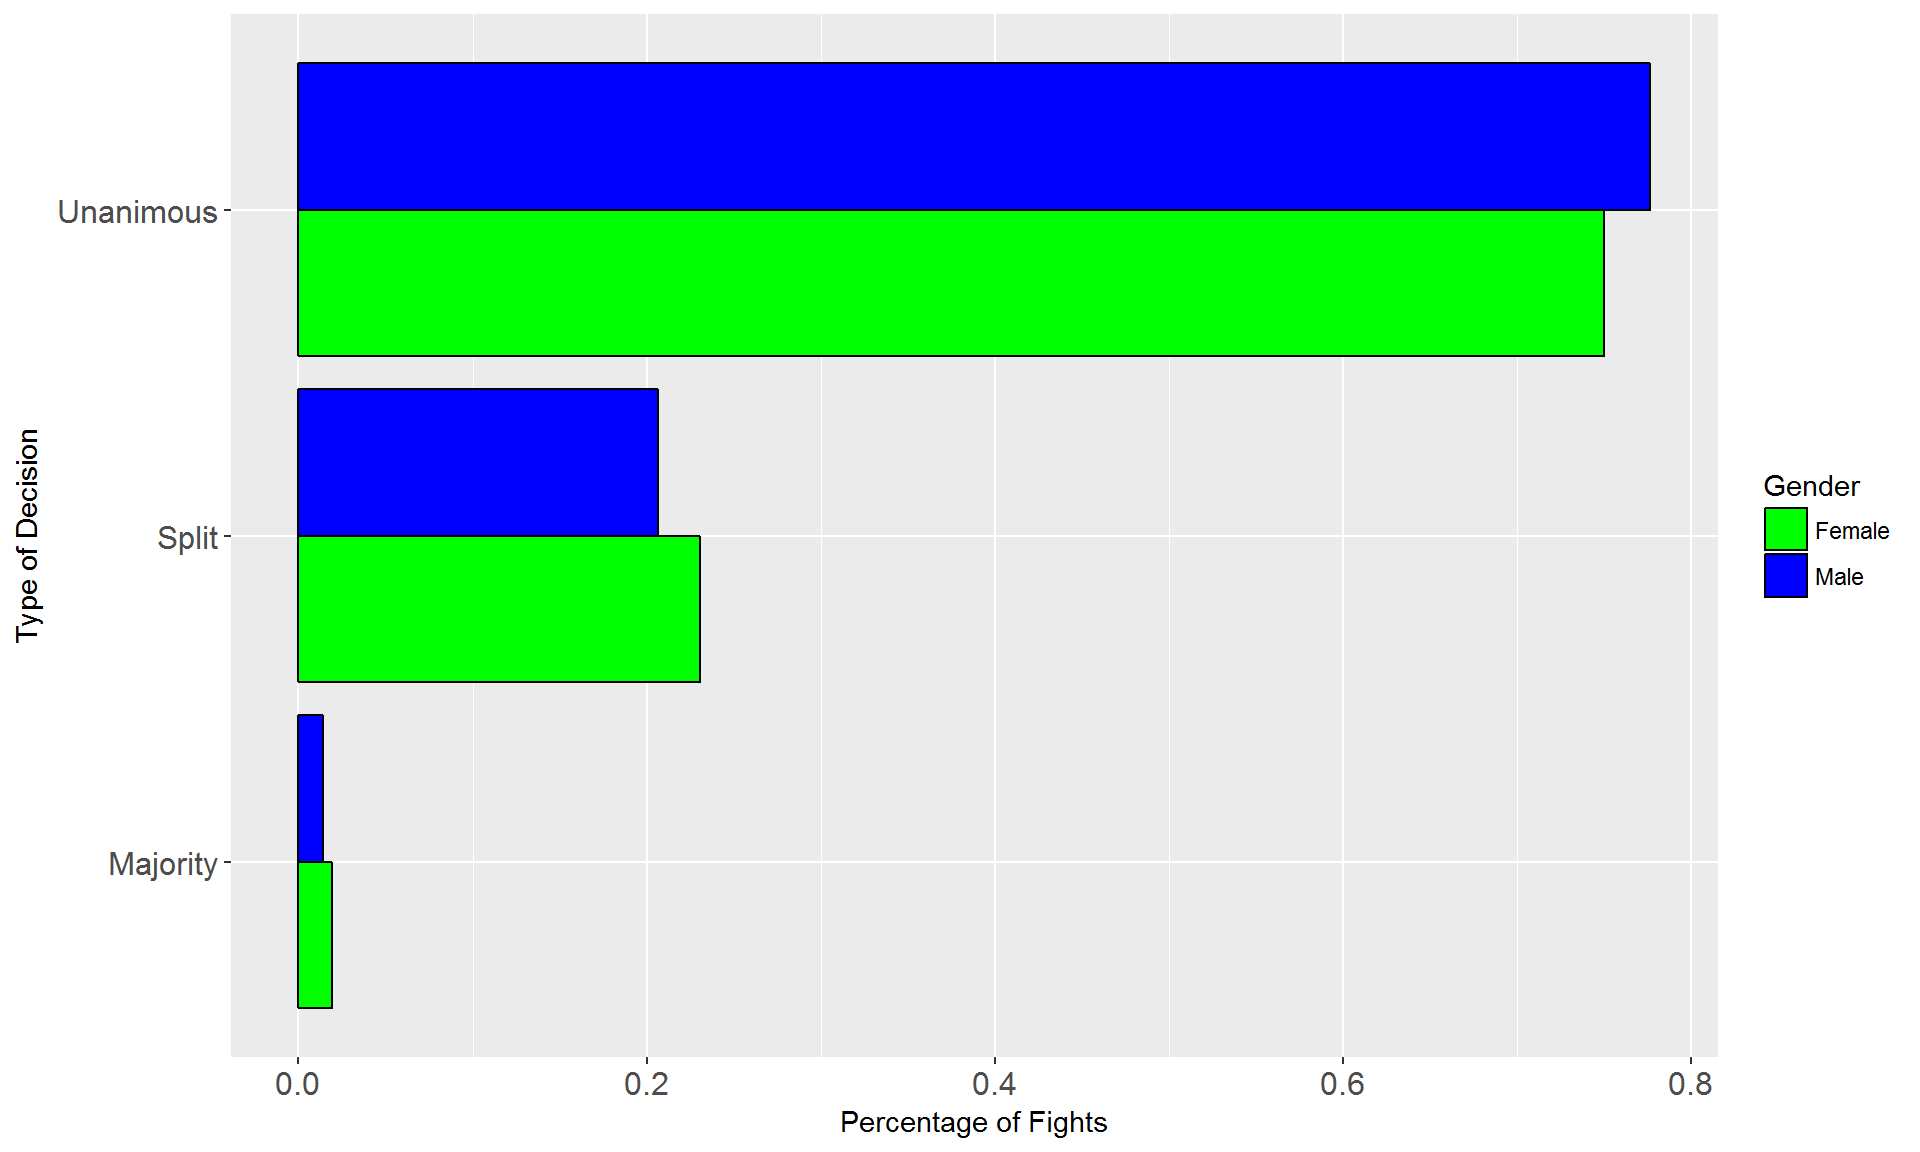 Type of Decision
Unanimous
Split
Majority
0.0 0.2 0.4 0.6 0.8
Percentage of Fights
Gender
Female
Male